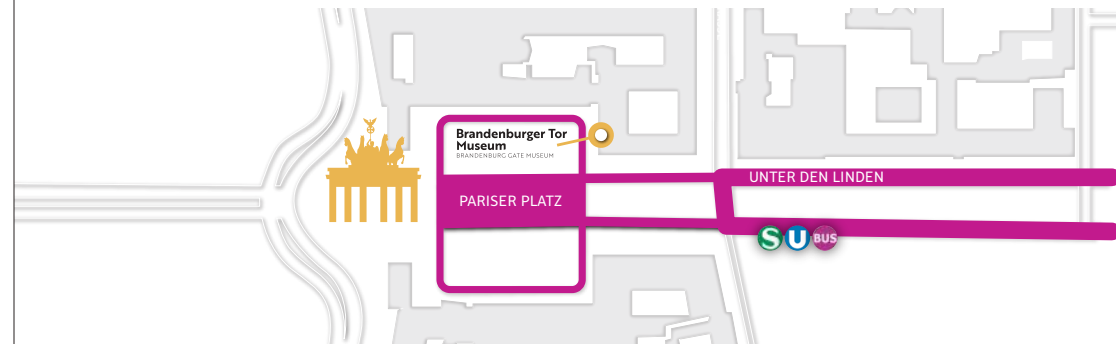 Brandenburger Tor
Museum
BRANDENBURG GATE MUSEUM
PARISER PLATZ
UNTER DEN LINDEN
S U BUS